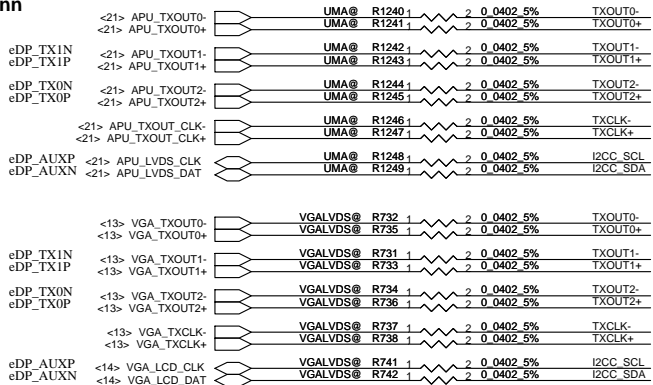 nn
<21> APU_TXOUT0- UMA@ R1240 1 2 0_0402_5% TXOUT0-
<21> APU_TXOUT0+ UMA@ R1241 1 2 0_0402_5% TXOUT0+
eDP_TX1N <21> APU_TXOUT1- UMA@ R1242 1 2 0_0402_5% TXOUT1-
eDP_TX1P <21> APU_TXOUT1+ UMA@ R1243 1 2 0_0402_5% TXOUT1+
eDP_TX0N <21> APU_TXOUT2- UMA@ R1244 1 2 0_0402_5% TXOUT2-
eDP_TX0P <21> APU_TXOUT2+ UMA@ R1245 1 2 0_0402_5% TXOUT2+
<21> APU_TXOUT_CLK- UMA@ R1246 1 2 0_0402_5% TXCLK-
<21> APU_TXOUT_CLK+ UMA@ R1247 1 2 0_0402_5% TXCLK+
eDP_AUXP <21> APU_LVDS_CLK UMA@ R1248 1 2 0_0402_5% I2CC_SCL
eDP_AUXN <21> APU_LVDS_DAT UMA@ R1249 1 2 0_0402_5% I2CC_SDA
<13> VGA_TXOUT0- VGALVDS@ R732 1 2 0_0402_5% TXOUT0-
<13> VGA_TXOUT0+ VGALVDS@ R735 1 2 0_0402_5% TXOUT0+
eDP_TX1N <13> VGA_TXOUT1- VGALVDS@ R731 1 2 0_0402_5% TXOUT1-
eDP_TX1P <13> VGA_TXOUT1+ VGALVDS@ R733 1 2 0_0402_5% TXOUT1+
eDP_TX0N <13> VGA_TXOUT2- VGALVDS@ R734 1 2 0_0402_5% TXOUT2-
eDP_TX0P <13> VGA_TXOUT2+ VGALVDS@ R736 1 2 0_0402_5% TXOUT2+
<13> VGA_TXCLK- VGALVDS@ R737 1 2 0_0402_5% TXCLK-
<13> VGA_TXCLK+ VGALVDS@ R738 1 2 0_0402_5% TXCLK+
eDP_AUXP <14> VGA_LCD_CLK VGALVDS@ R741 1 2 0_0402_5% I2CC_SCL
eDP_AUXN <14> VGA_LCD_DAT VGALVDS@ R742 1 2 0_0402_5% I2CC_SDA